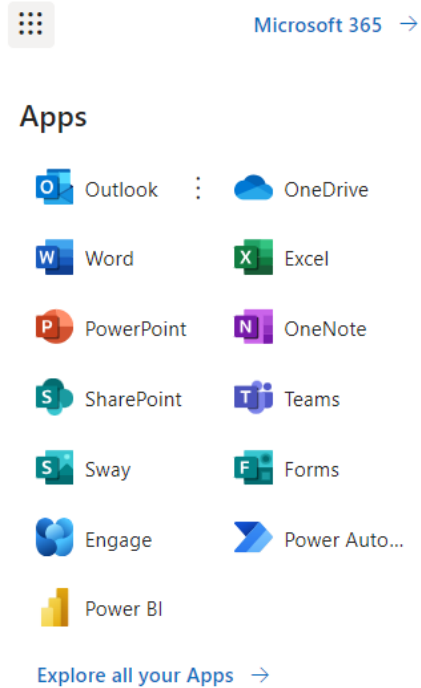 Microsoft 365 →
Apps
Outlook
OneDrive
Word
Excel
PowerPoint
OneNote
SharePoint
Teams
Sway
Forms
Engage
Power Auto...
Power BI
Explore all your Apps →